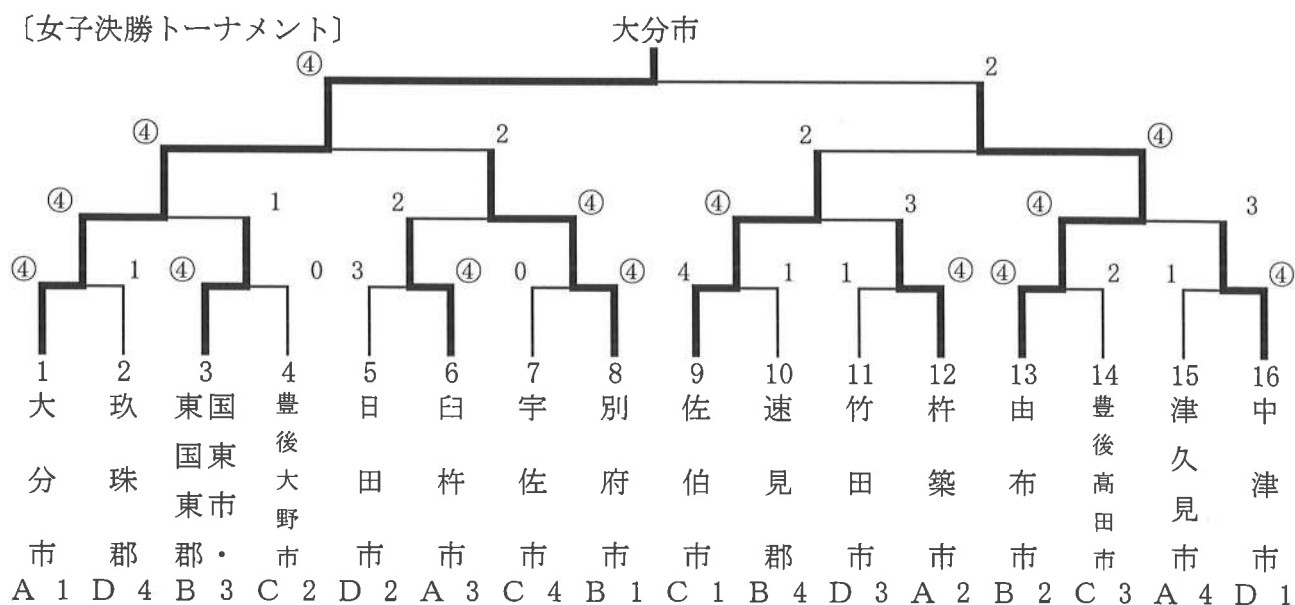 〔女子決勝トーナメント〕 大分市
④ 2
④ 2 2 ④
④ 1 2 ④ ④ 3 ④ 3
④ 1 ④ 0 3 ④ 0 ④ 4 1 1 ④ ④ 2 1 ④
1 2 3 4 5 6 7 8 9 10 11 12 13 14 15 16
大分市
玖珠郡
国東市・
東国東郡
豊後大野市
日田市
臼杵市
宇佐市
別府市
佐伯市
速見郡
竹田市
杵築市
由布市
豊後高田市
津久見市
中津市
A 1 D 4 B 3 C 2 D 2 A 3 C 4 B 1 C 1 B 4 D 3 A 2 B 2 C 3 A 4 D 1